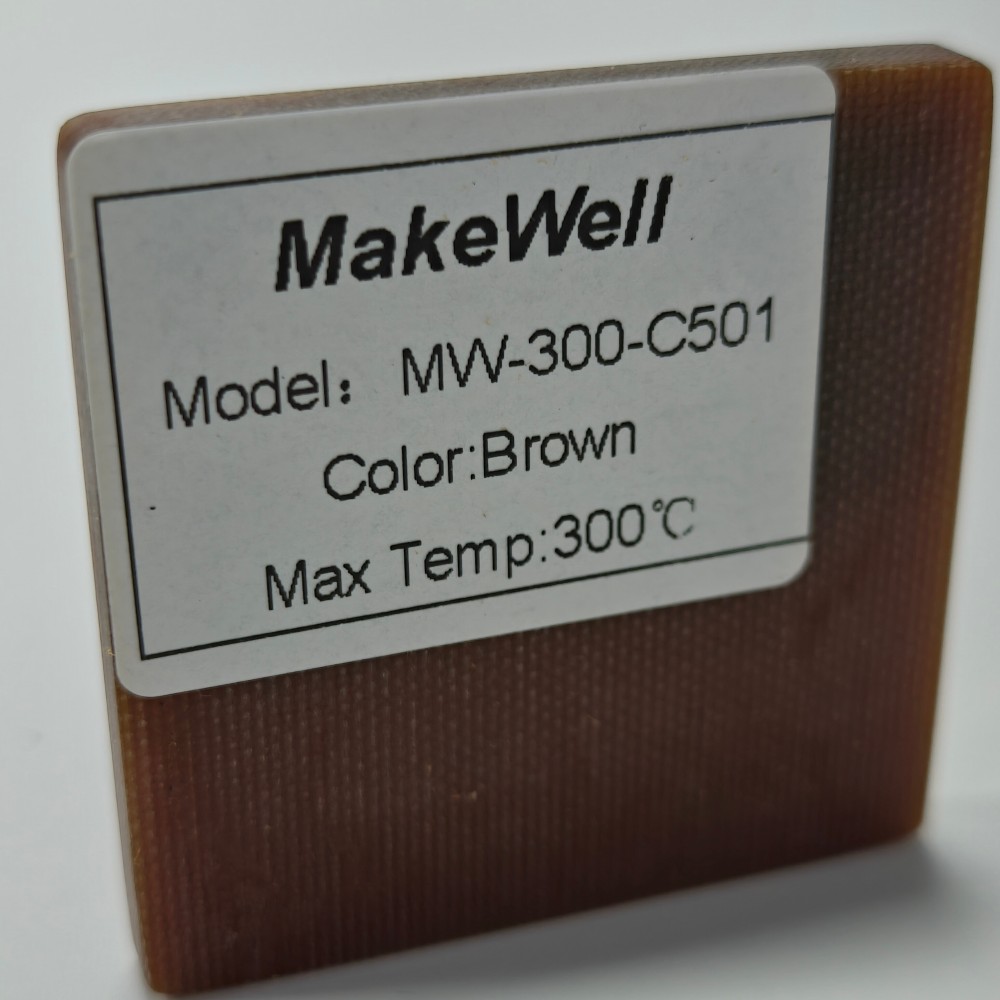 MakeWell
Model： MW-300-C501
Color:Brown
Max Temp:300℃